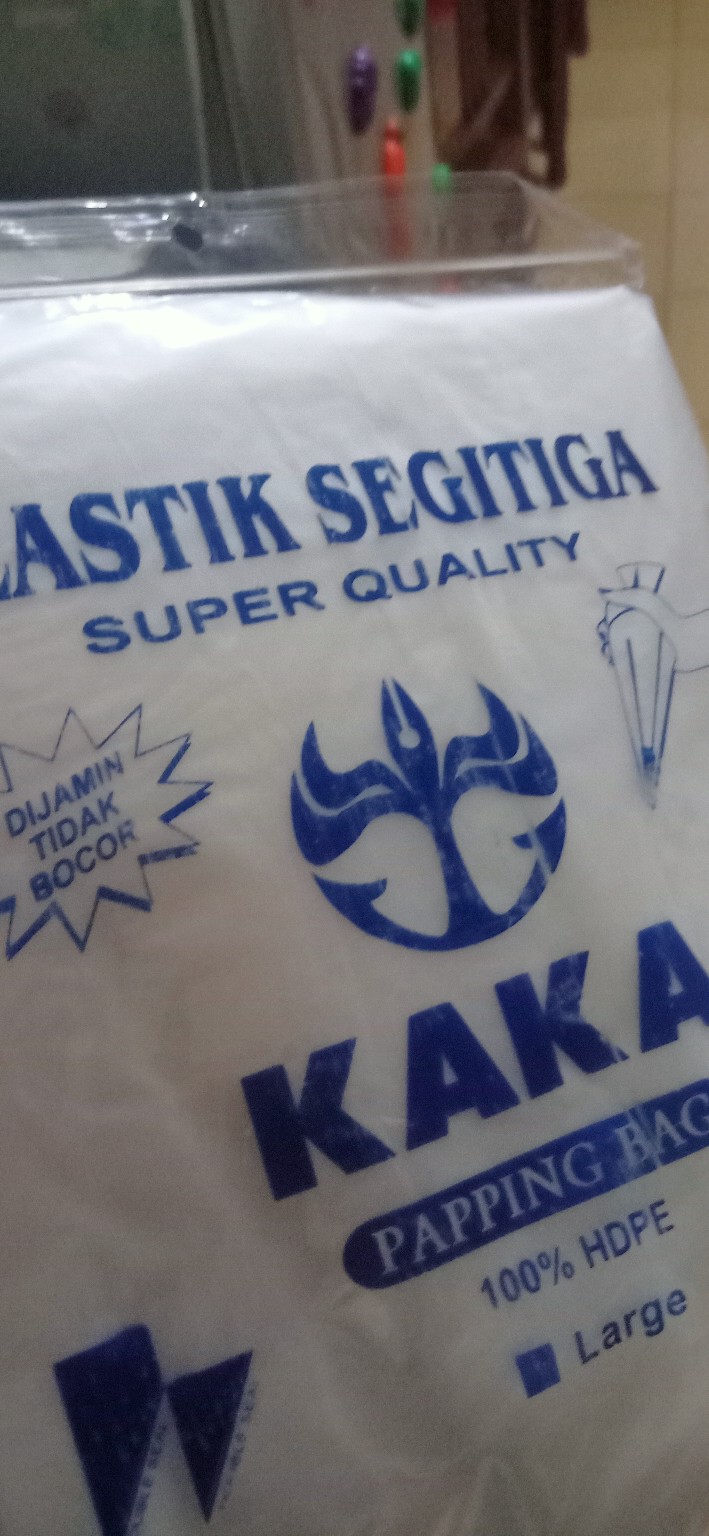 LASTIK SEGITIGA
SUPER QUALITY
DIJAMIN
TIDAK
BOCOR
KAKA
PAPPING BAG
100% HDPE
Large